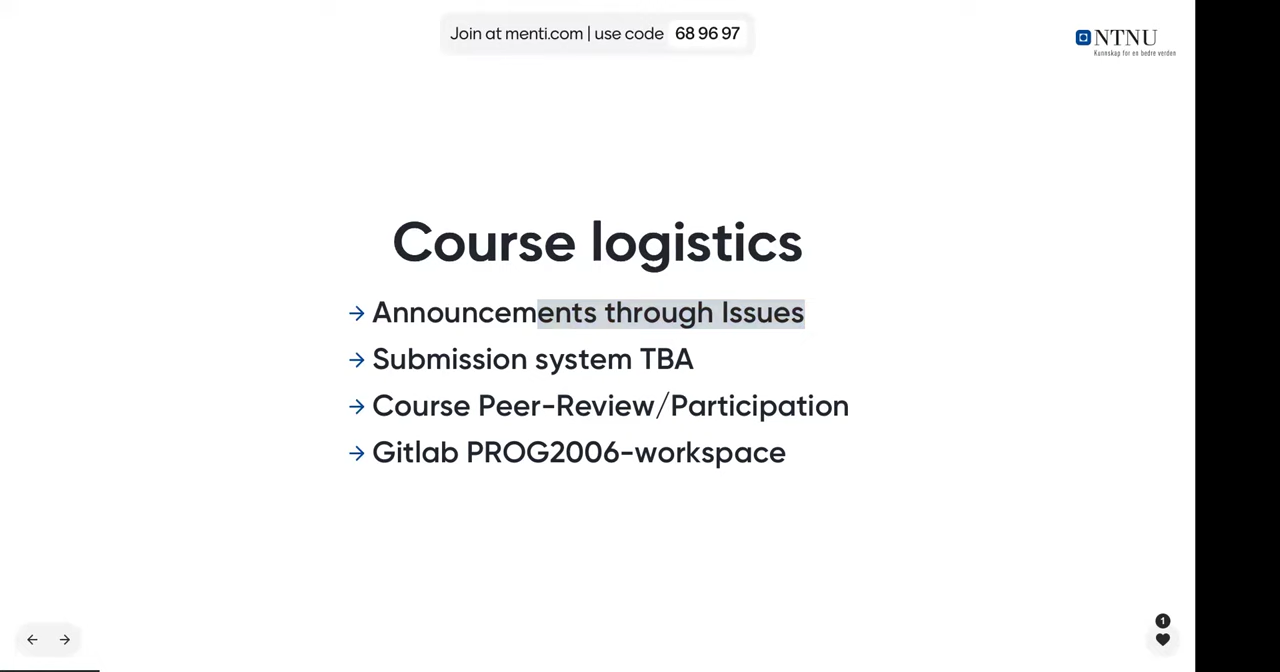 Join at menti.com | use code 68 96 97
NTNU
Kunnskap for en bedre verden
Course logistics
→ Announcements through Issues
→ Submission system TBA
→ Course Peer-Review/Participation
→ Gitlab PROG2006-workspace
1